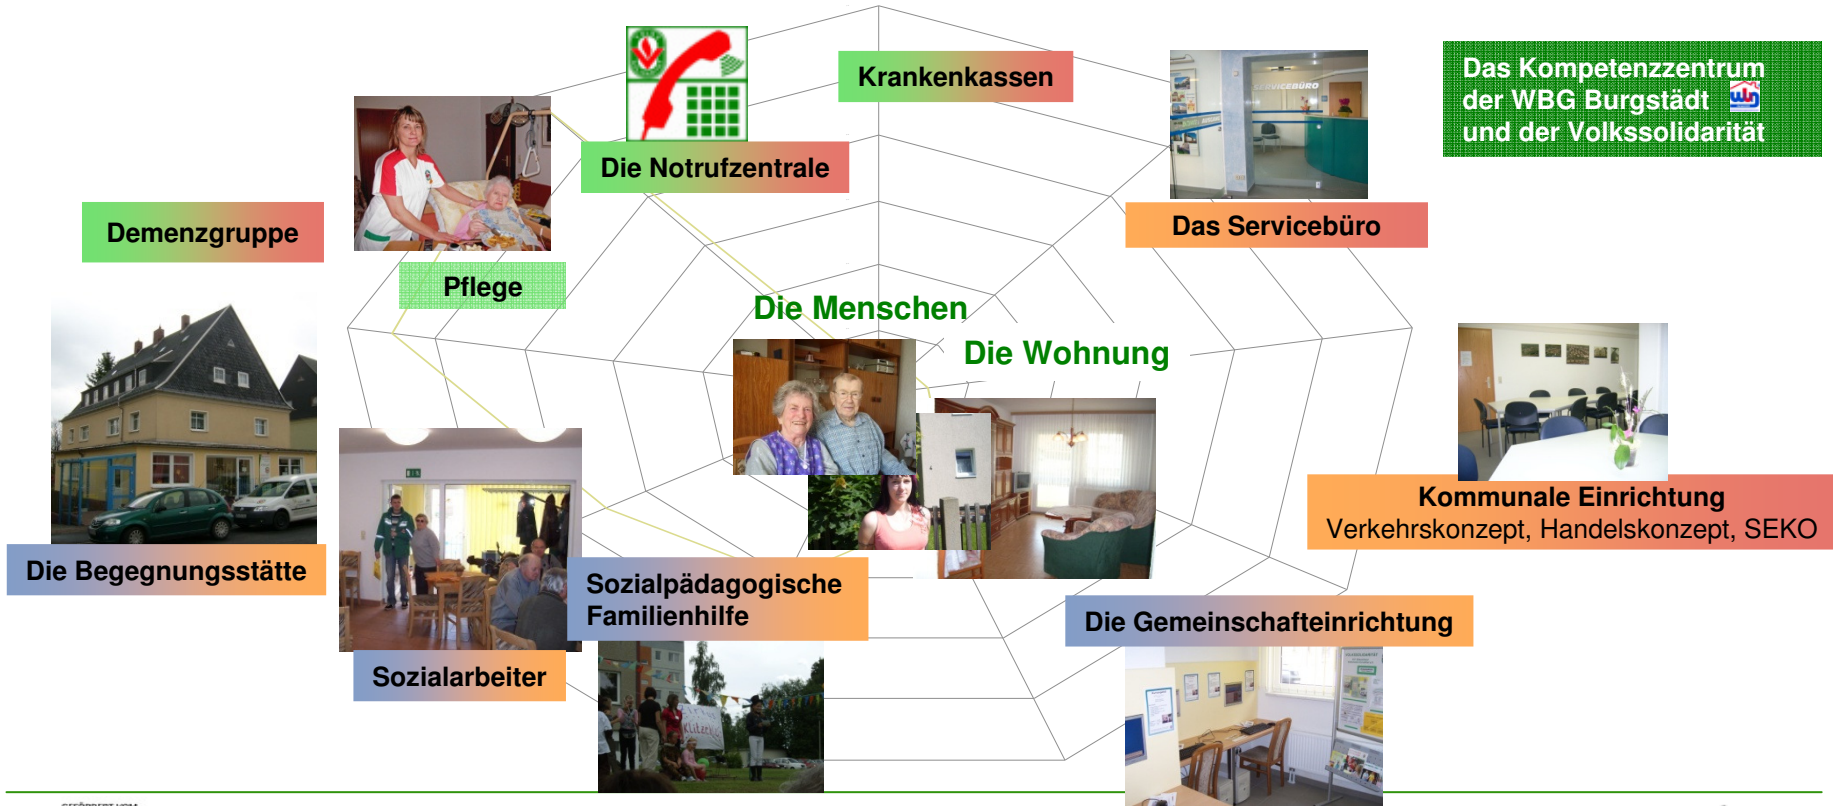 Krankenkassen
Das Kompetenzzentrum
der WBG Burgstädt
und der Volkssolidarität
Die Notrufzentrale
SERVICEBÜRO
Das Servicebüro
Demenzgruppe
Pflege
Die Menschen
Die Wohnung
Kommunale Einrichtung
Verkehrskonzept, Handelskonzept, SEKO
Die Begegnungsstätte
Sozialpädagogische
Familienhilfe
Die Gemeinschafteinrichtung
Sozialarbeiter